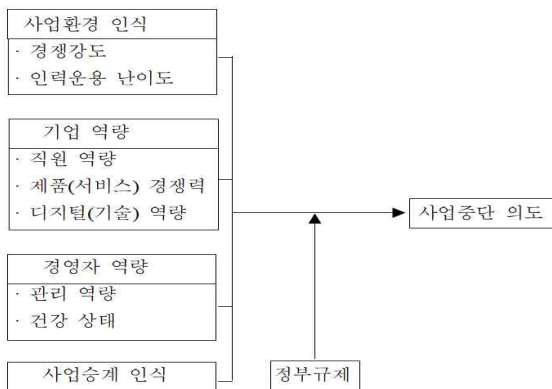 사업환경 인식
· 경쟁강도
· 인력운용 난이도
기업 역량
· 직원 역량
· 제품(서비스) 경쟁력
· 디지털(기술) 역량
사업중단 의도
경영자 역량
· 관리 역량
· 건강 상태
사업승계 인식
정부규제